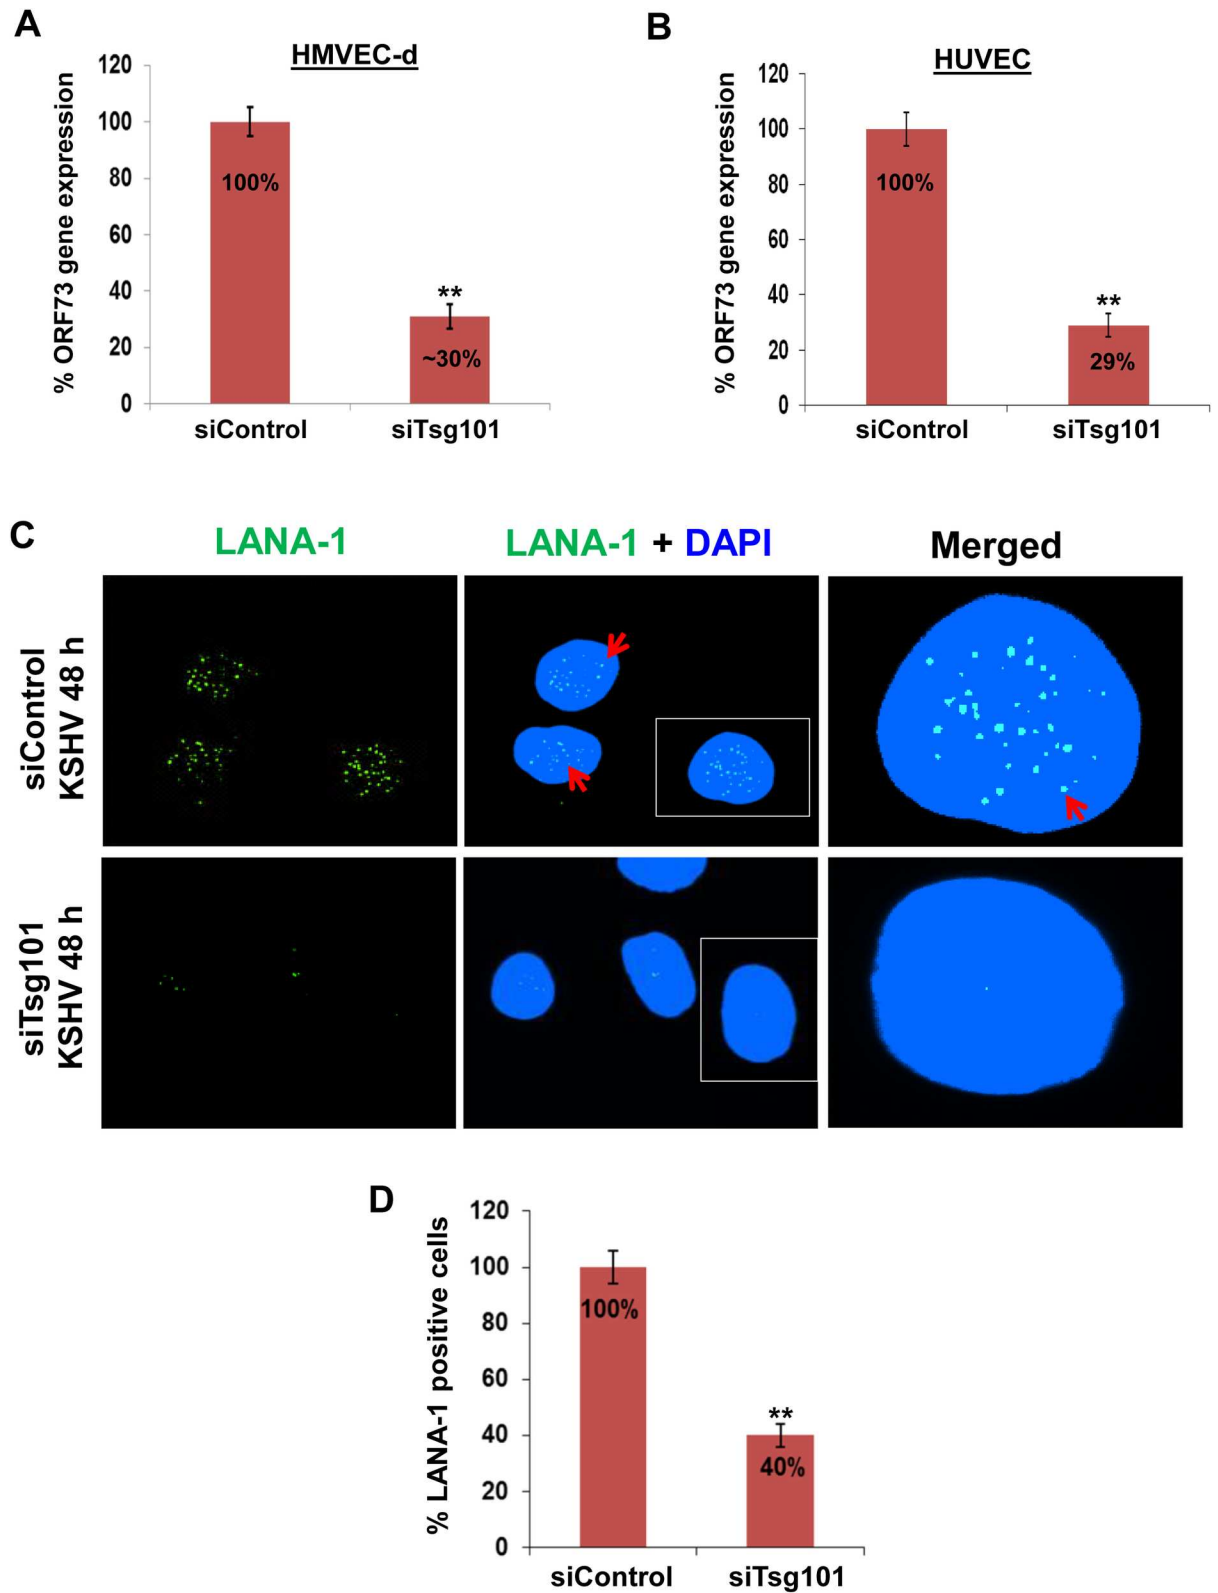 A
HMVEC-d
% ORF73 gene expression
120
100
80
60
40
20
0
100%
**
~30%
siControl
siTsg101
B
HUVEC
% ORF73 gene expression
120
100
80
60
40
20
0
100%
**
29%
siControl
siTsg101
C
LANA-1
LANA-1 + DAPI
Merged
siControl
KSHV 48 h
siTsg101
KSHV 48 h
D
% LANA-1 positive cells
120
100
80
60
40
20
0
100%
**
40%
siControl
siTsg101